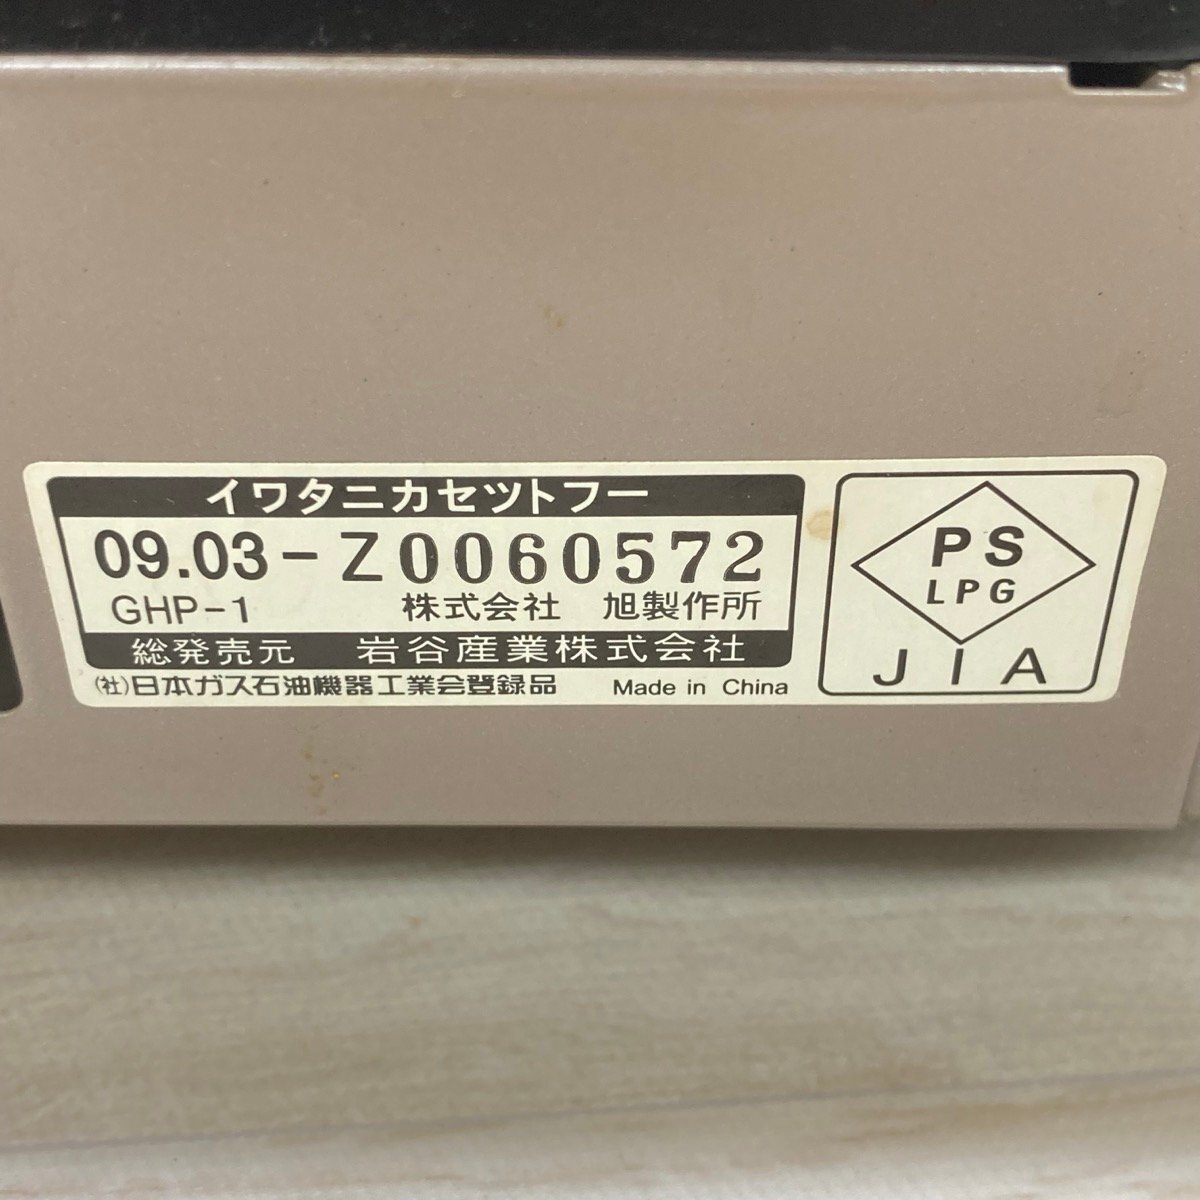 イワタニカセットフー
09.03-Z0060572
GHP-1 株式会社 旭製作所
総発売元 岩谷産業株式会社
(社)日本ガス石油機器工業会登録品 Made in China
PS
LPG
JIA